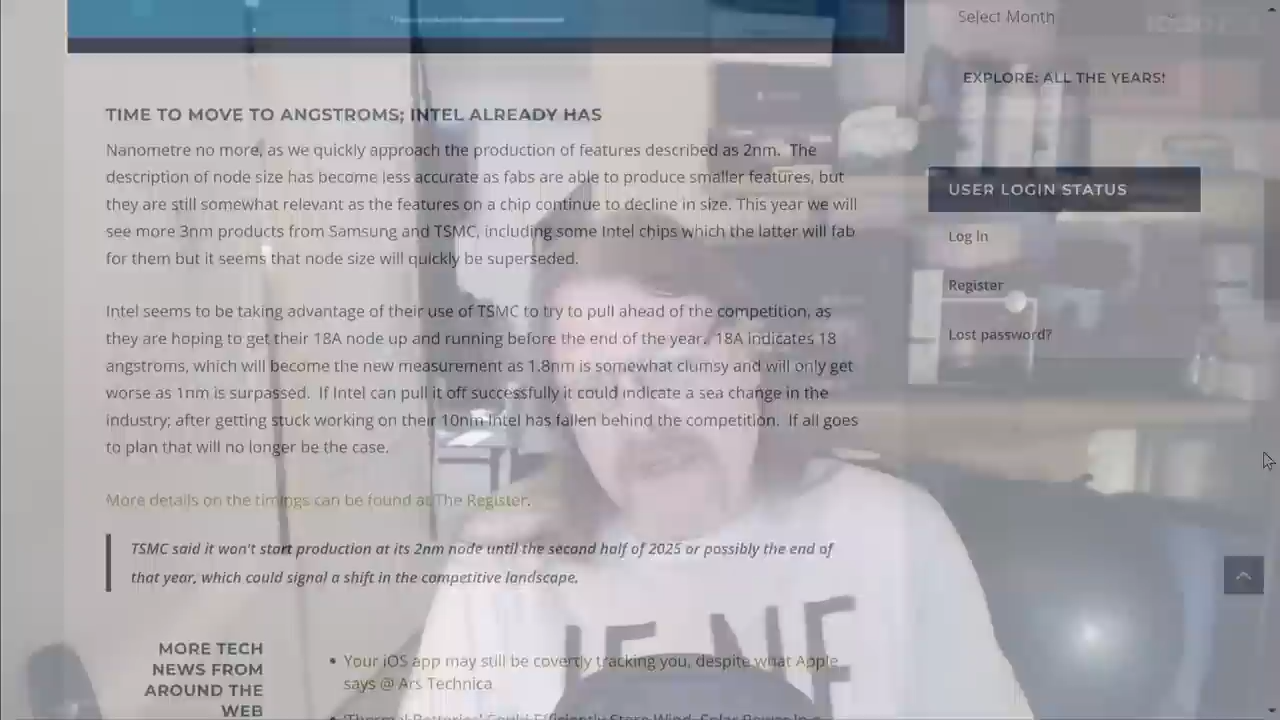 Select Month
EXPLORE: ALL THE YEARS!
TIME TO MOVE TO ANGSTROMS; INTEL ALREADY HAS
Nanometre no more, as we quickly approach the production of features described as 2nm. The
description of node size has become less accurate as fabs are able to produce smaller features, but
they are still somewhat relevant as the features on a chip continue to decline in size. This year we will
see more 3nm products from Samsung and TSMC, including some Intel chips which the latter will fab
for them but it seems that node size will quickly be superseded.
Intel seems to be taking advantage of their use of TSMC to try to pull ahead of the competition, as
they are hoping to get their 18A node up and running before the end of the year. 18A indicates 18
angstroms, which will become the new measurement as 1.8nm is somewhat clumsy and will only get
worse as 1nm is surpassed. If Intel can pull it off successfully it could indicate a sea change in the
industry; after getting stuck working on their 10nm Intel has fallen behind the competition. If all goes
to plan that will no longer be the case.
More details on the timings can be found at The Register.
TSMC said it won't start production at its 2nm node until the second half of 2025 or possibly the end of
that year, which could signal a shift in the competitive landscape.
MORE TECH
NEWS FROM
AROUND THE
WEB
• Your iOS app may still be covertly tracking you, despite what Apple
says @ Ars Technica
USER LOGIN STATUS
Log In
Register
Lost password?